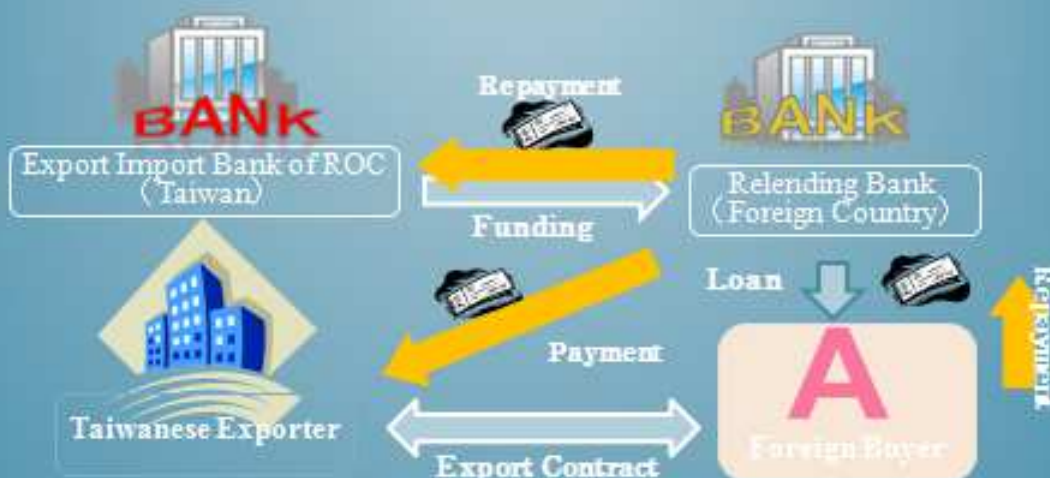 BANK
BANK
Repayment
Export Import Bank of ROC
（Taiwan）
Relending Bank
（Foreign Country）
Funding
Loan
Repayment
Payment
A
Taiwanese Exporter
Foreign Buyer
Export Contract